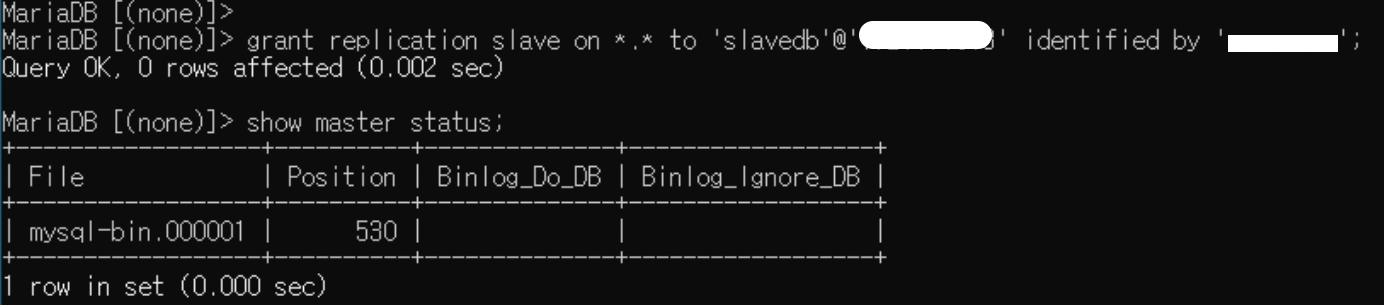 MariaDB [(none)]>
MariaDB [(none)]> grant replication slave on *.* to 'slavedb'@'' identified by '';
Query OK, 0 rows affected (0.002 sec)
MariaDB [(none)]> show master status;
+------------------+----------+--------------+------------------+
| File             | Position | Binlog_Do_DB | Binlog_Ignore_DB |
+------------------+----------+--------------+------------------+
| mysql-bin.000001 |      530 |              |                  |
+------------------+----------+--------------+------------------+
1 row in set (0.000 sec)